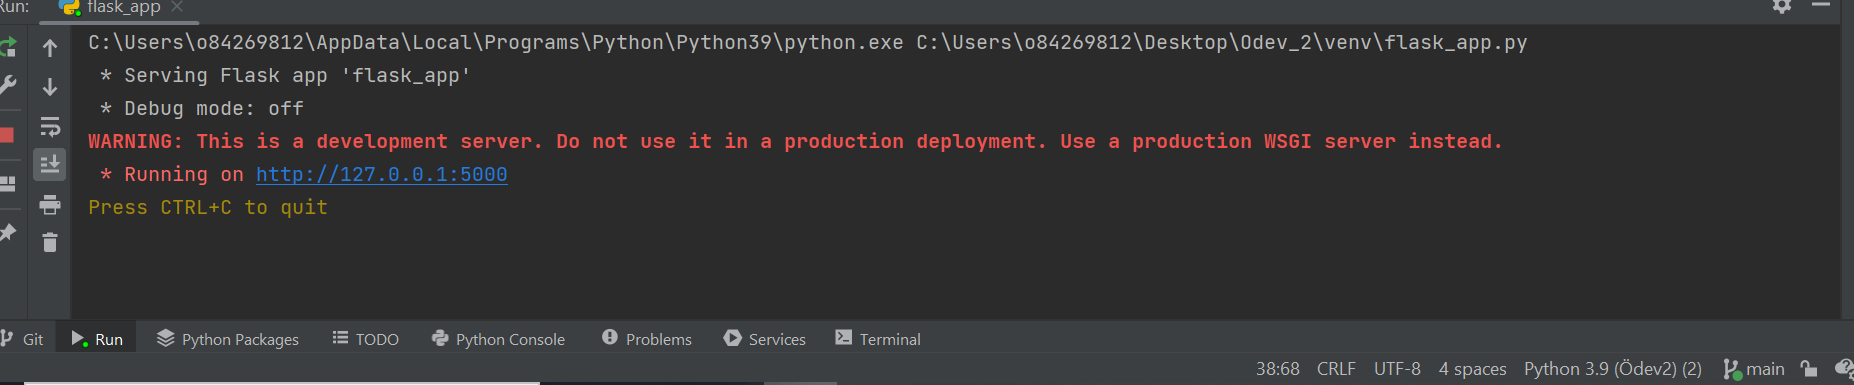 Run: flask_app
C:\Users\o84269812\AppData\Local\Programs\Python\Python39\python.exe C:\Users\o84269812\Desktop\Odev_2\venv\flask_app.py
* Serving Flask app 'flask_app'
* Debug mode: off
WARNING: This is a development server. Do not use it in a production deployment. Use a production WSGI server instead.
* Running on http://127.0.0.1:5000
Press CTRL+C to quit
Git Run Python Packages TODO Python Console Problems Services Terminal
38:68 CRLF UTF-8 4 spaces Python 3.9 (Ödev2) (2) main